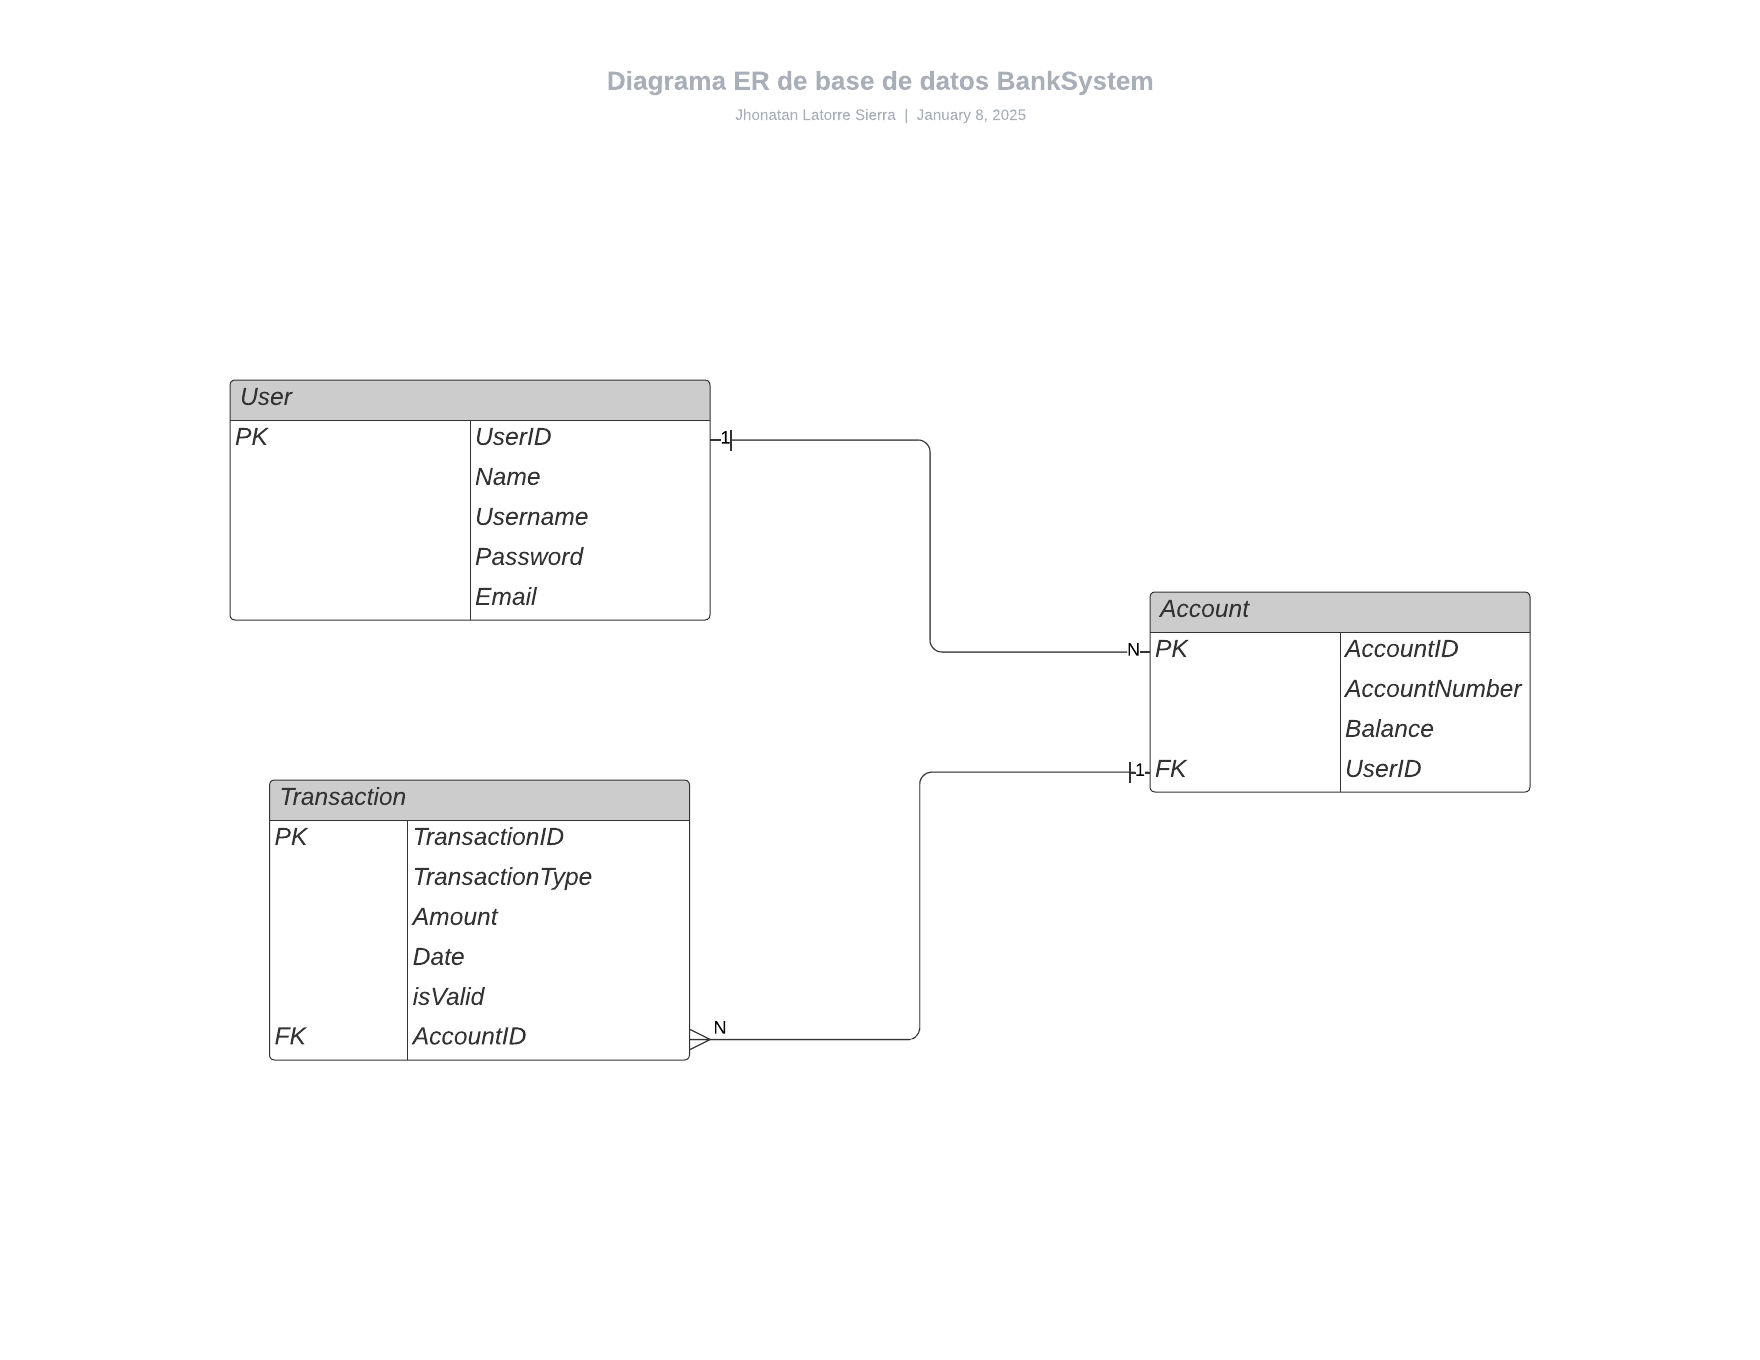 Diagrama ER de base de datos BankSystem
Jhonatan Latorre Sierra | January 8, 2025
User
PK UserID
Name
Username
Password
Email
1
N
Account
PK AccountID
AccountNumber
Balance
FK UserID
1
Transaction
PK TransactionID
TransactionType
Amount
Date
isValid
FK AccountID
N